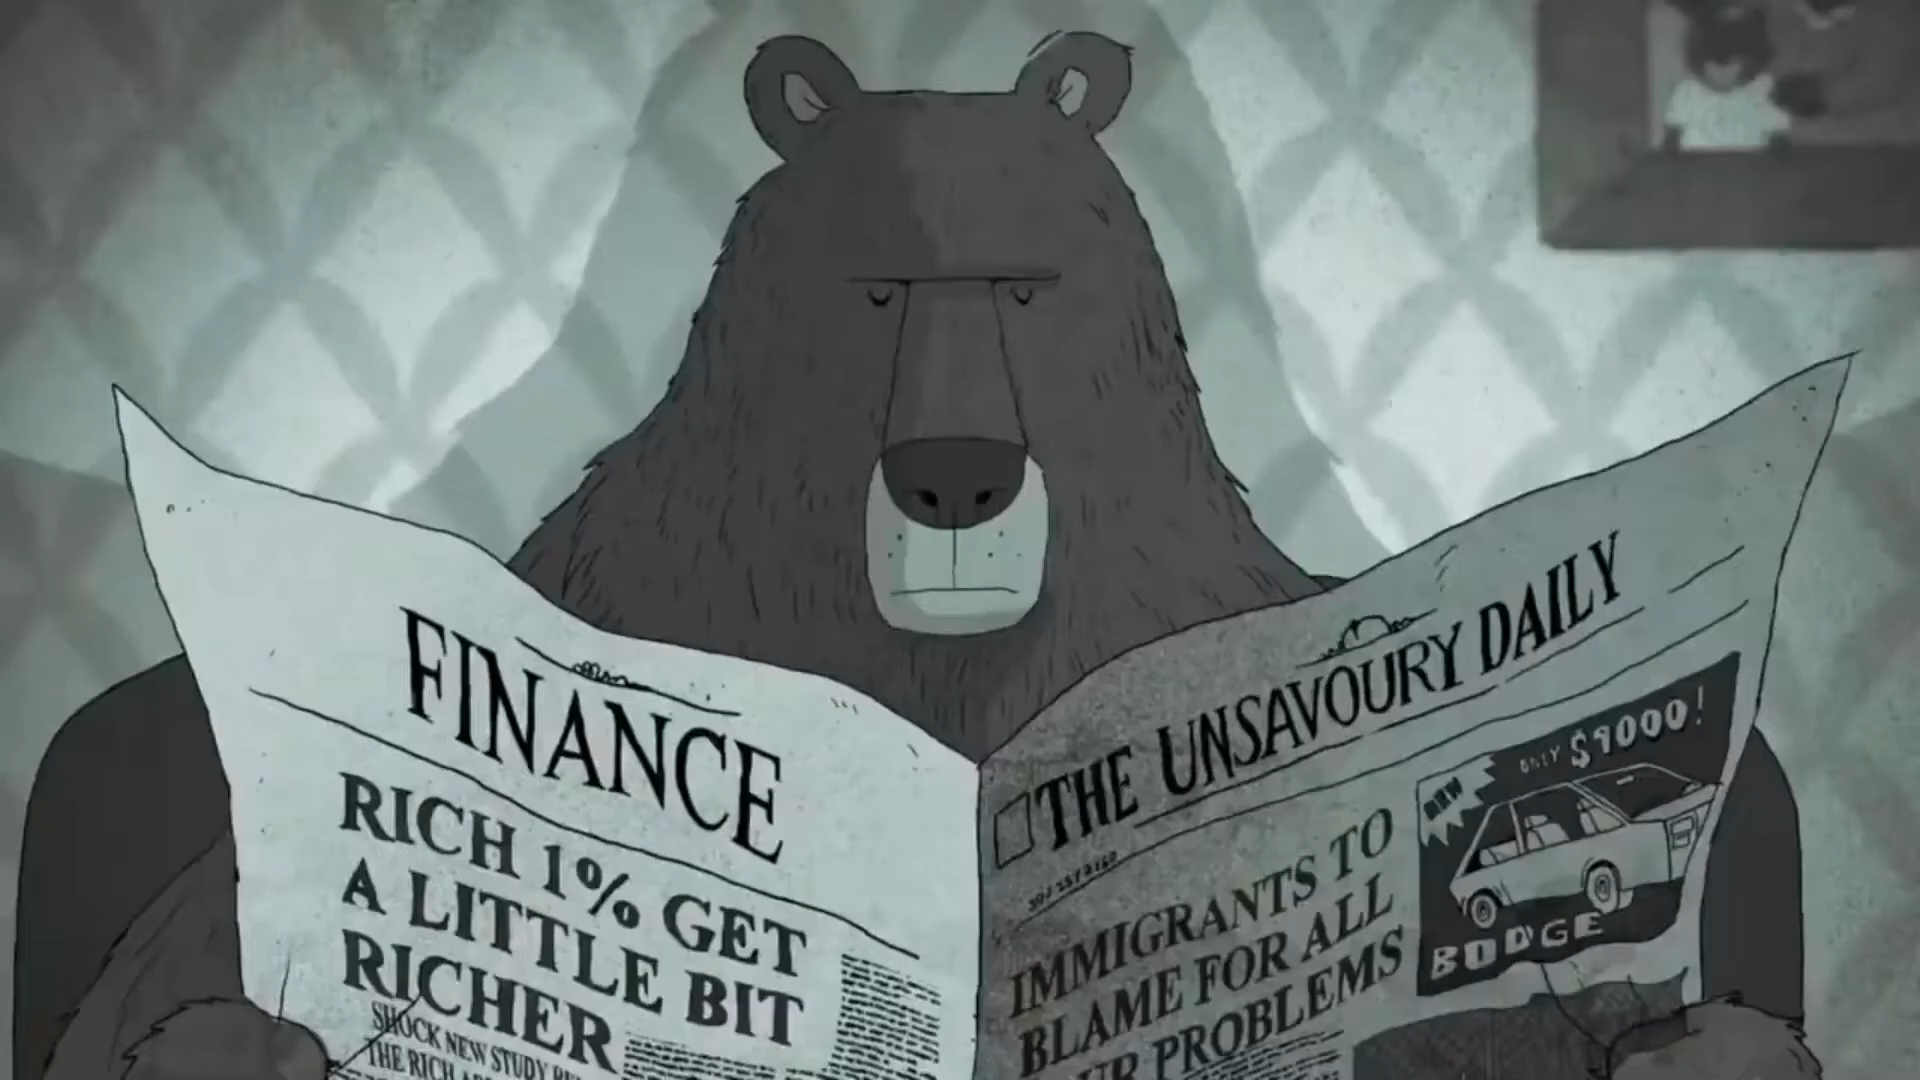 FINANCE
RICH 1% GET
A LITTLE BIT
RICHER
SHOCK NEW STUDY
THE RICH
THE UNSAVOURY DAILY
IMMIGRANTS TO
BLAME FOR ALL
PROBLEMS
NEW
ONLY $9000!
BODGE